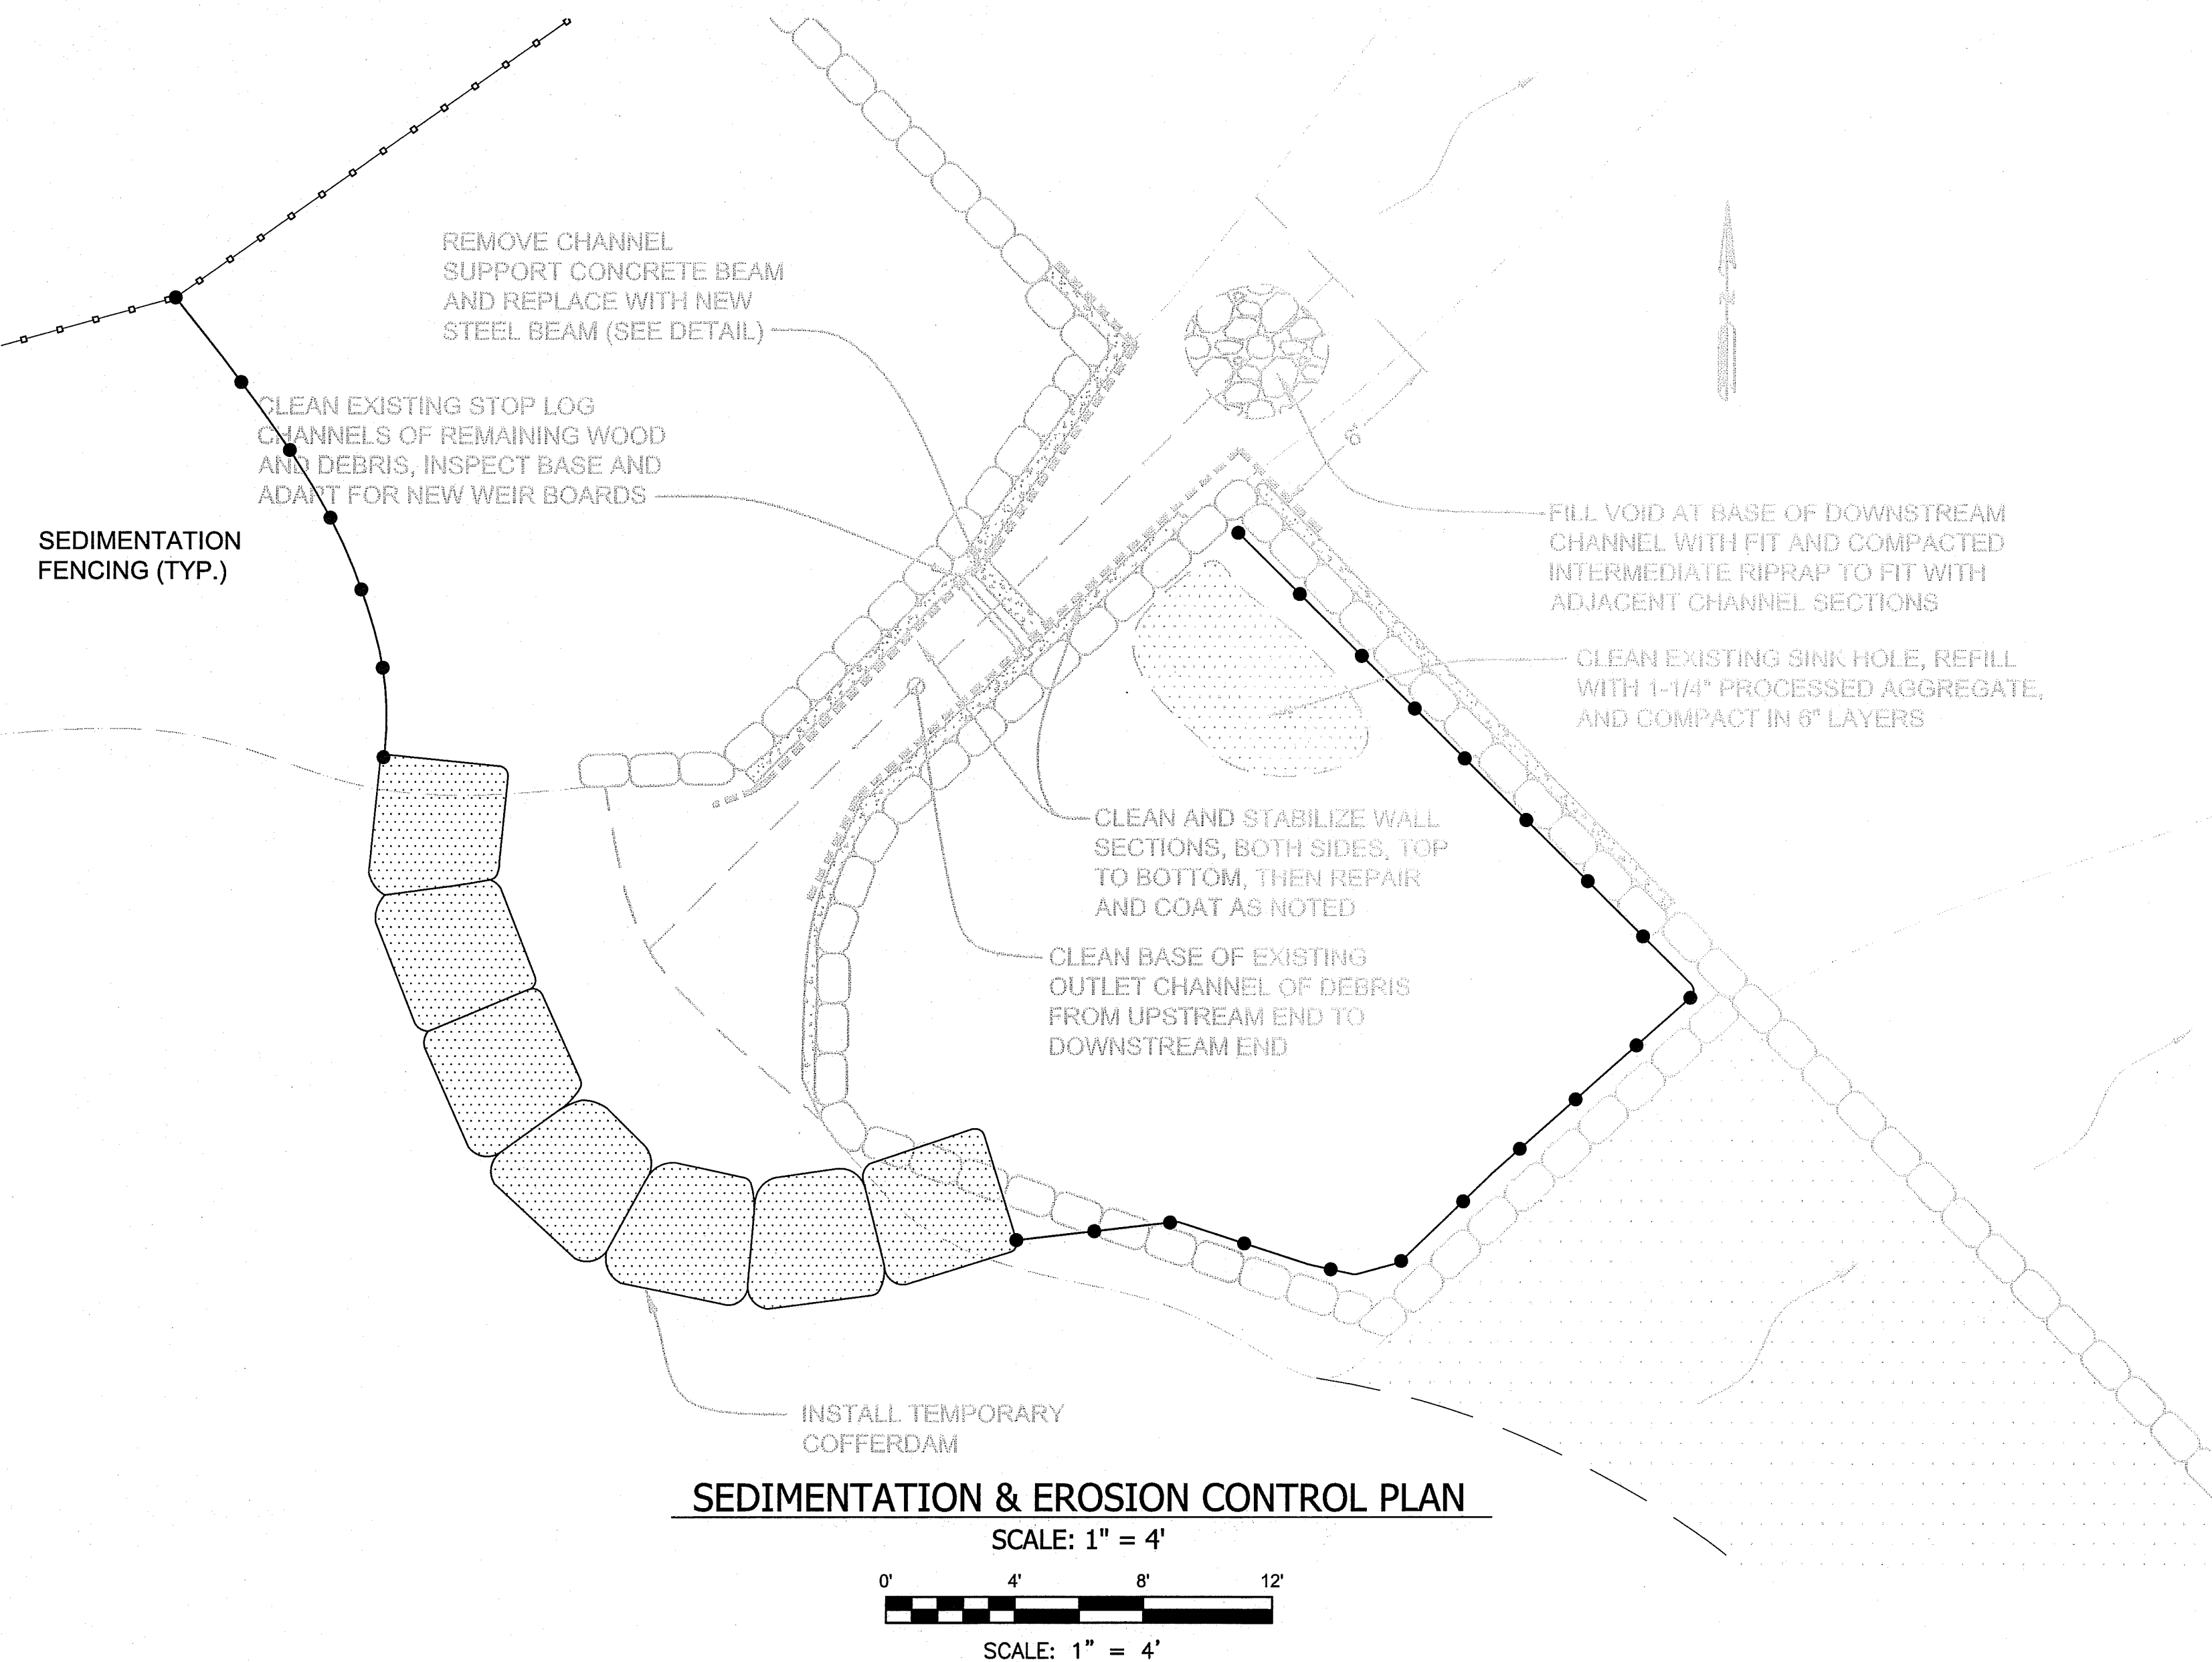 REMOVE CHANNEL
SUPPORT CONCRETE BEAM
AND REPLACE WITH NEW
STEEL BEAM (SEE DETAIL)
CLEAN EXISTING STOP LOG
CHANNELS OF REMAINING WOOD
AND DEBRIS, INSPECT BASE AND
ADAPT FOR NEW WEIR BOARDS
SEDIMENTATION
FENCING (TYP.)
N
6'
FILL VOID AT BASE OF DOWNSTREAM
CHANNEL WITH FIT AND COMPACTED
INTERMEDIATE RIPRAP TO FIT WITH
ADJACENT CHANNEL SECTIONS
CLEAN EXISTING SINK HOLE, REFILL
WITH 1-1/4" PROCESSED AGGREGATE,
AND COMPACT IN 6" LAYERS
CLEAN AND STABILIZE WALL
SECTIONS, BOTH SIDES, TOP
TO BOTTOM, THEN REPAIR
AND COAT AS NOTED
CLEAN BASE OF EXISTING
OUTLET CHANNEL OF DEBRIS
FROM UPSTREAM END TO
DOWNSTREAM END
INSTALL TEMPORARY
COFFERDAM
SEDIMENTATION & EROSION CONTROL PLAN
SCALE: 1" = 4'
0' 4' 8' 12'
SCALE: 1" = 4'